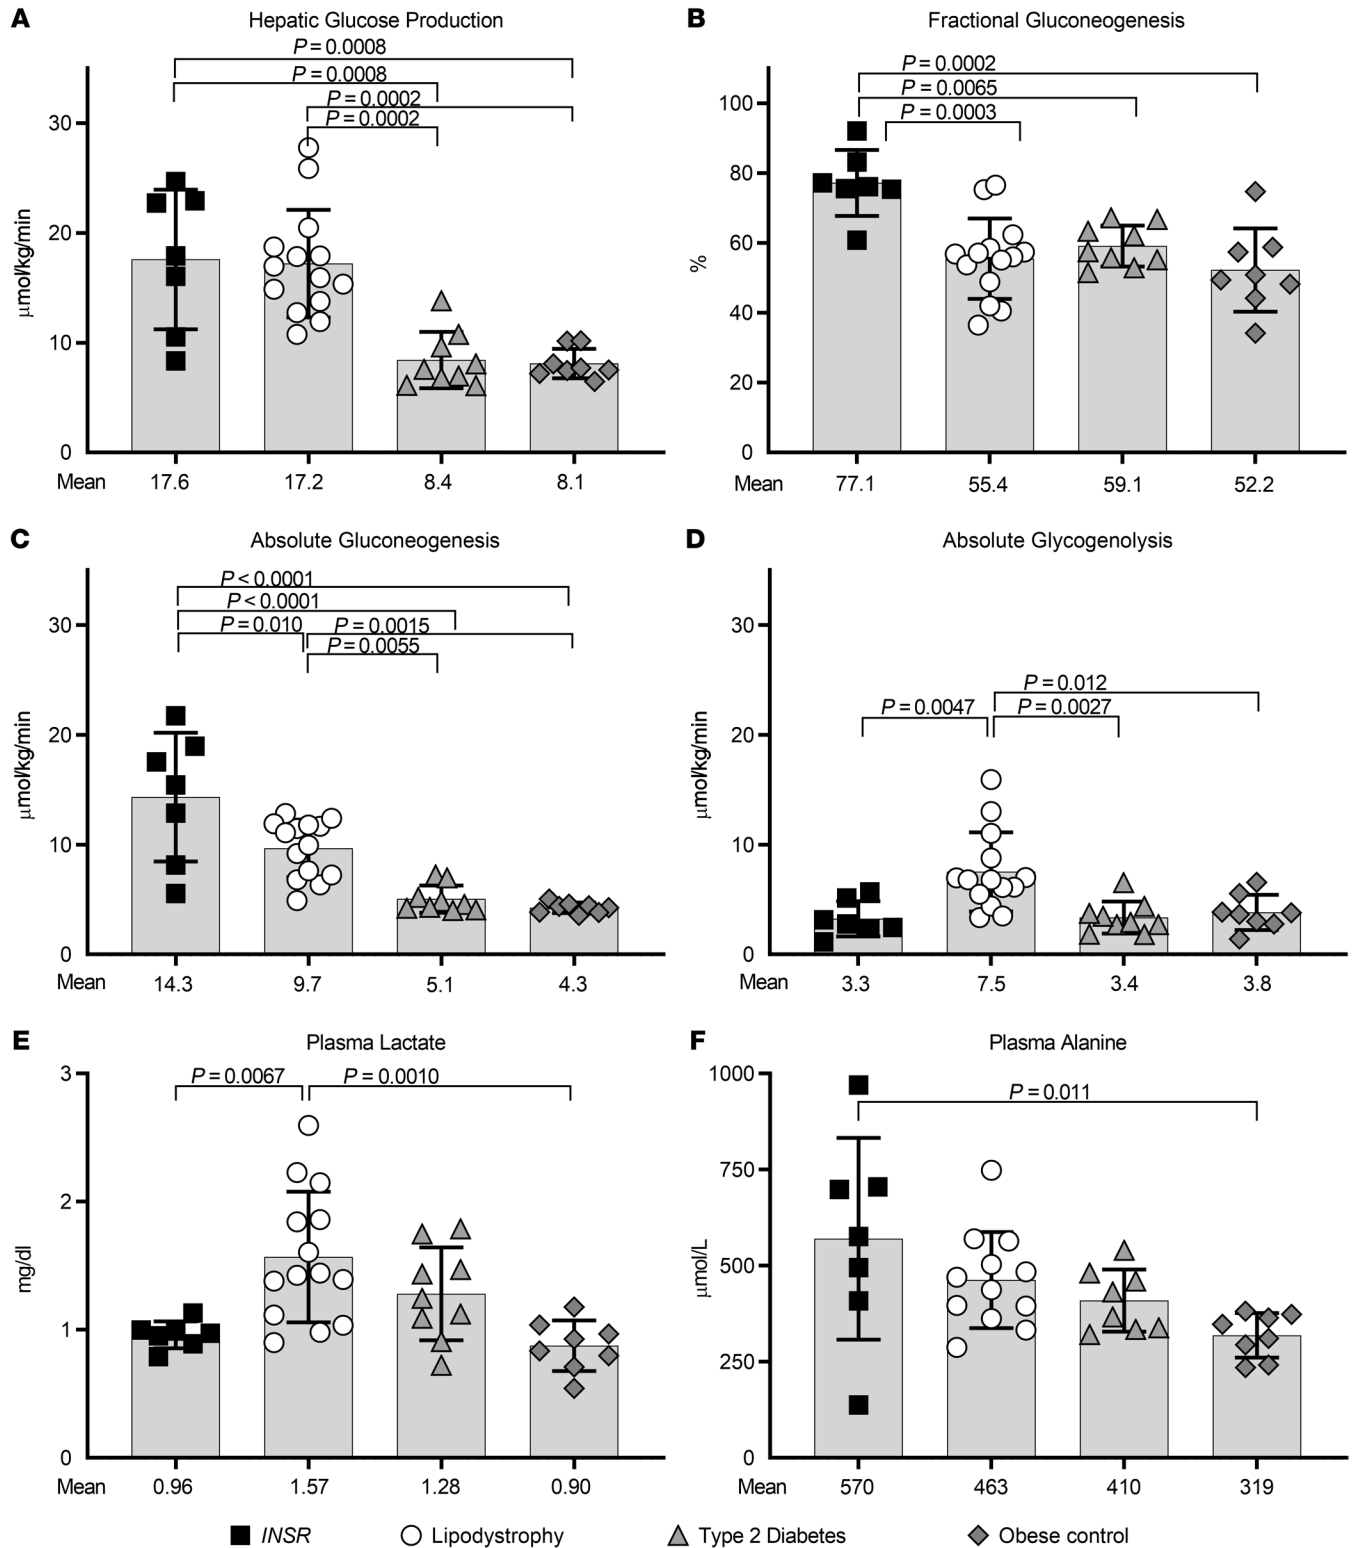 A Hepatic Glucose Production
P = 0.0008
P = 0.0008
P = 0.0002
P = 0.0002
30
20
10
0
μmol/kg/min
Mean 17.6 17.2 8.4 8.1
B Fractional Gluconeogenesis
P = 0.0002
P = 0.0065
P = 0.0003
100
80
60
40
20
0
%
Mean 77.1 55.4 59.1 52.2
C Absolute Gluconeogenesis
P < 0.0001
P < 0.0001
P = 0.010 P = 0.0015
P = 0.0055
30
20
10
0
μmol/kg/min
Mean 14.3 9.7 5.1 4.3
D Absolute Glycogenolysis
P = 0.012
P = 0.0047 P = 0.0027
30
20
10
0
μmol/kg/min
Mean 3.3 7.5 3.4 3.8
E Plasma Lactate
P = 0.0067 P = 0.0010
3
2
1
0
mg/dl
Mean 0.96 1.57 1.28 0.90
F Plasma Alanine
P = 0.011
1000
750
500
250
0
μmol/L
Mean 570 463 410 319
INSR Lipodystrophy Type 2 Diabetes Obese control